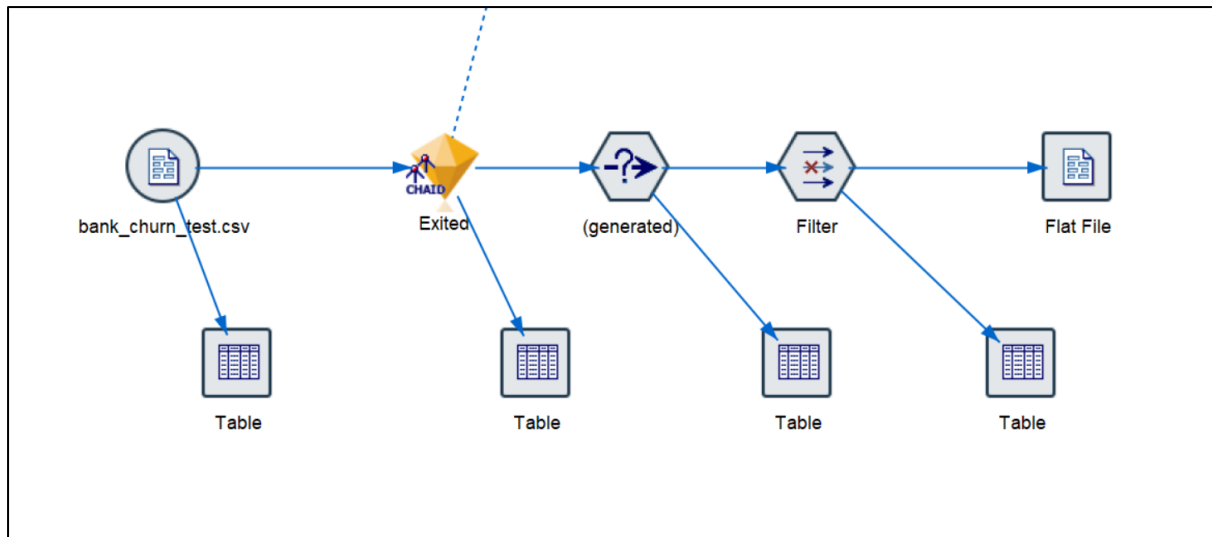 CHAID
bank_churn_test.csv
Exited
(generated)
Filter
Flat File
Table
Table
Table
Table